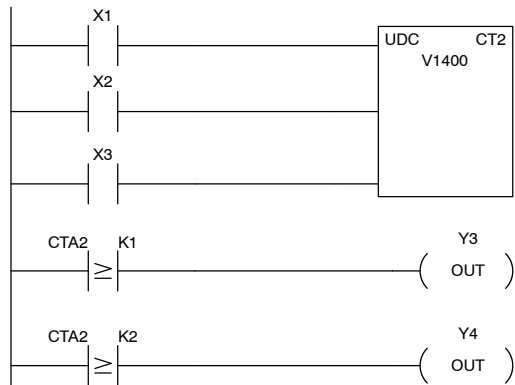 X1
UDC CT2
V1400
X2
X3
CTA2 K1
≥
Y3
OUT
CTA2 K2
≥
Y4
OUT